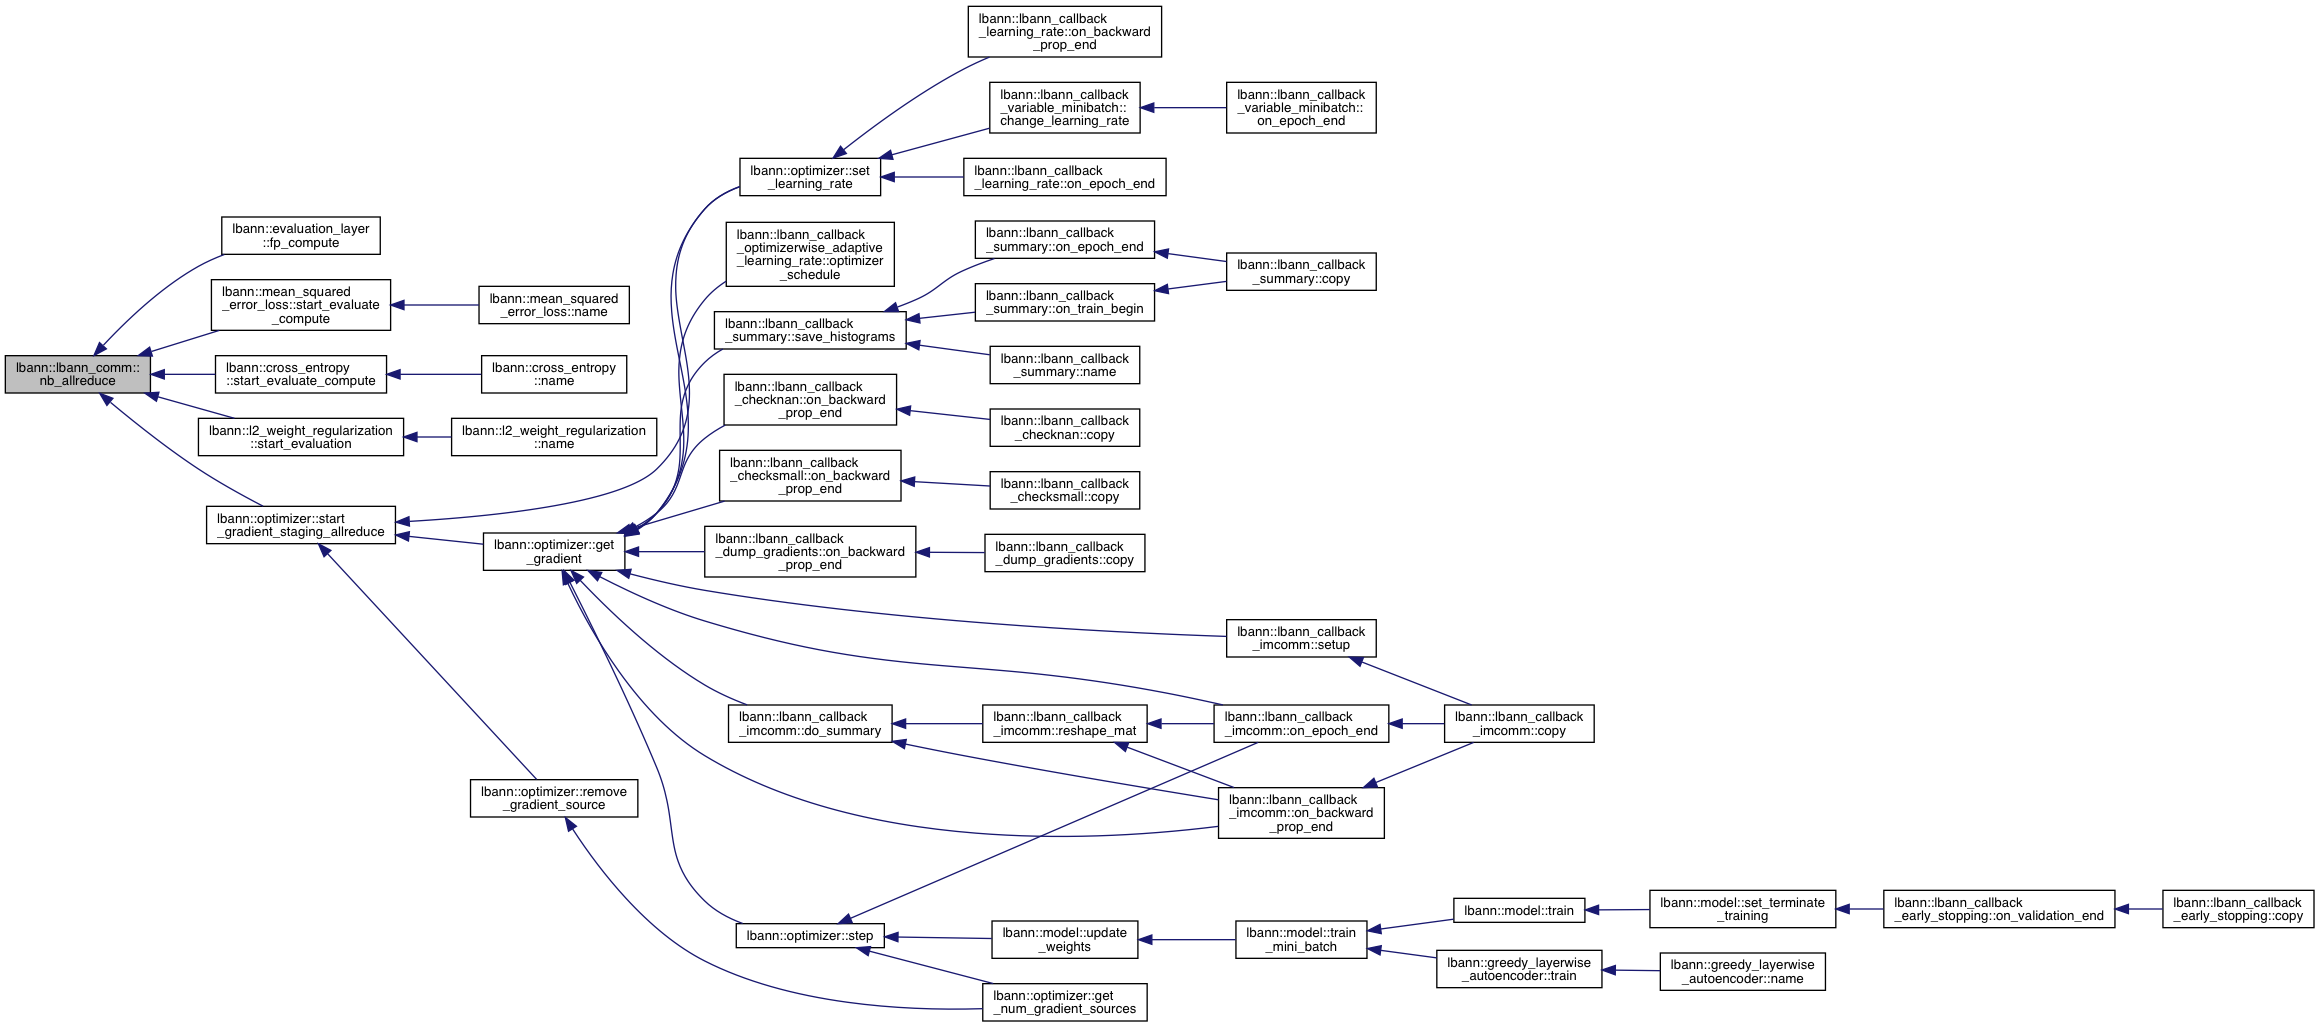 lbann::lbann_callback
_learning_rate::on_backward
_prop_end
lbann::lbann_callback
_variable_minibatch::
change_learning_rate
lbann::lbann_callback
_variable_minibatch::
on_epoch_end
lbann::optimizer::set
_learning_rate
lbann::lbann_callback
_learning_rate::on_epoch_end
lbann::evaluation_layer
::fp_compute
lbann::lbann_callback
_optimizerwise_adaptive
_learning_rate::optimizer
_schedule
lbann::lbann_callback
_summary::on_epoch_end
lbann::lbann_callback
_summary::copy
lbann::mean_squared
_error_loss::start_evaluate
_compute
lbann::mean_squared
_error_loss::name
lbann::lbann_callback
_summary::save_histograms
lbann::lbann_callback
_summary::on_train_begin
lbann::lbann_callback
_summary::name
lbann::lbann_comm::
nb_allreduce
lbann::cross_entropy
::start_evaluate_compute
lbann::cross_entropy
::name
lbann::lbann_callback
_checknan::on_backward
_prop_end
lbann::lbann_callback
_checknan::copy
lbann::l2_weight_regularization
::start_evaluation
lbann::l2_weight_regularization
::name
lbann::lbann_callback
_checksmall::on_backward
_prop_end
lbann::lbann_callback
_checksmall::copy
lbann::optimizer::start
_gradient_staging_allreduce
lbann::optimizer::get
_gradient
lbann::lbann_callback
_dump_gradients::on_backward
_prop_end
lbann::lbann_callback
_dump_gradients::copy
lbann::lbann_callback
_imcomm::setup
lbann::lbann_callback
_imcomm::do_summary
lbann::lbann_callback
_imcomm::reshape_mat
lbann::lbann_callback
_imcomm::on_epoch_end
lbann::lbann_callback
_imcomm::copy
lbann::optimizer::remove
_gradient_source
lbann::lbann_callback
_imcomm::on_backward
_prop_end
lbann::optimizer::step
lbann::model::update
_weights
lbann::model::train
_mini_batch
lbann::model::train
lbann::model::set_terminate
_training
lbann::lbann_callback
_early_stopping::on_validation_end
lbann::lbann_callback
_early_stopping::copy
lbann::greedy_layerwise
_autoencoder::train
lbann::greedy_layerwise
_autoencoder::name
lbann::optimizer::get
_num_gradient_sources